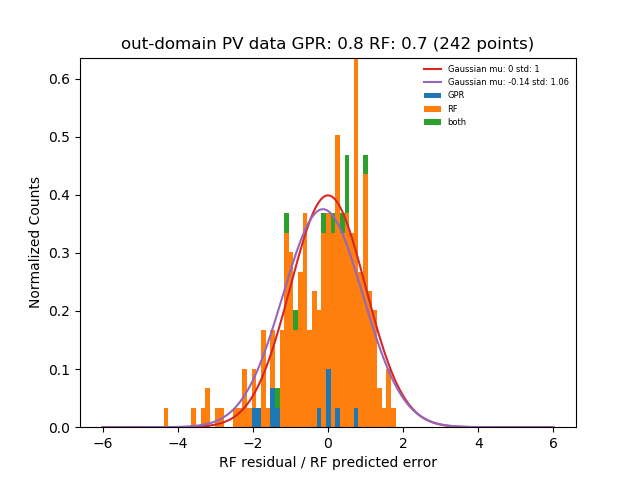 out-domain PV data GPR: 0.8 RF: 0.7 (242 points)
Gaussian mu: 0 std: 1
Gaussian mu: -0.14 std: 1.06
GPR
RF
both
Normalized Counts
0.6
0.5
0.4
0.3
0.2
0.1
0.0
−6 −4 −2 0 2 4 6
RF residual / RF predicted error